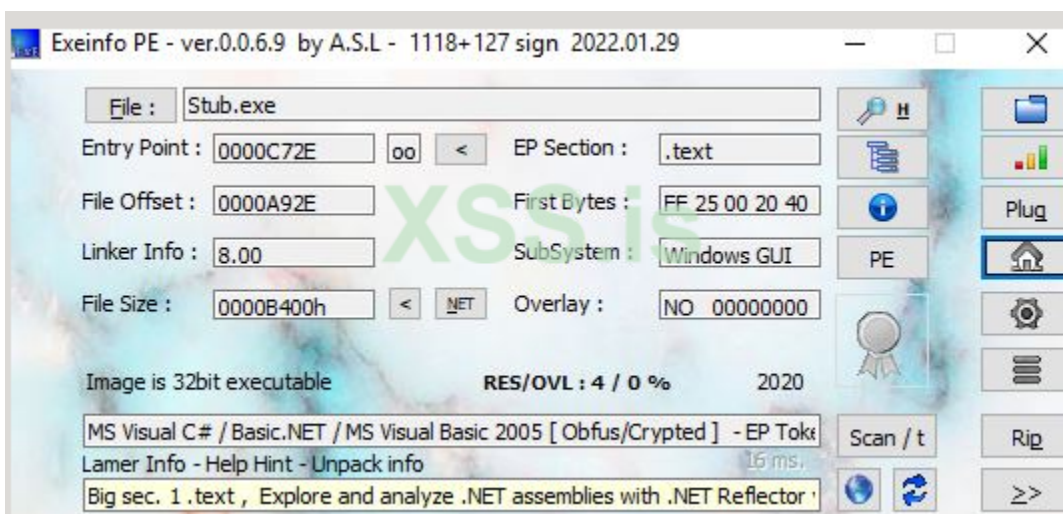 Exeinfo PE - ver.0.0.6.9 by A.S.L - 1118+127 sign 2022.01.29
File : Stub.exe H
Entry Point : 0000C72E oo < EP Section : .text
File Offset : 0000A92E First Bytes : FF 25 00 20 40 Plug
XSS.is
Linker Info : 8.00 SubSystem : Windows GUI PE
File Size : 0000B400h < NET Overlay : NO 00000000
Image is 32bit executable RES/OVL : 4 / 0 % 2020
MS Visual C# / Basic.NET / MS Visual Basic 2005 [ Obfus/Crypted ] - EP Toke Scan / t Rip
Lamer Info - Help Hint - Unpack info 16 ms.
Big sec. 1 .text , Explore and analyze .NET assemblies with .NET Reflector >>